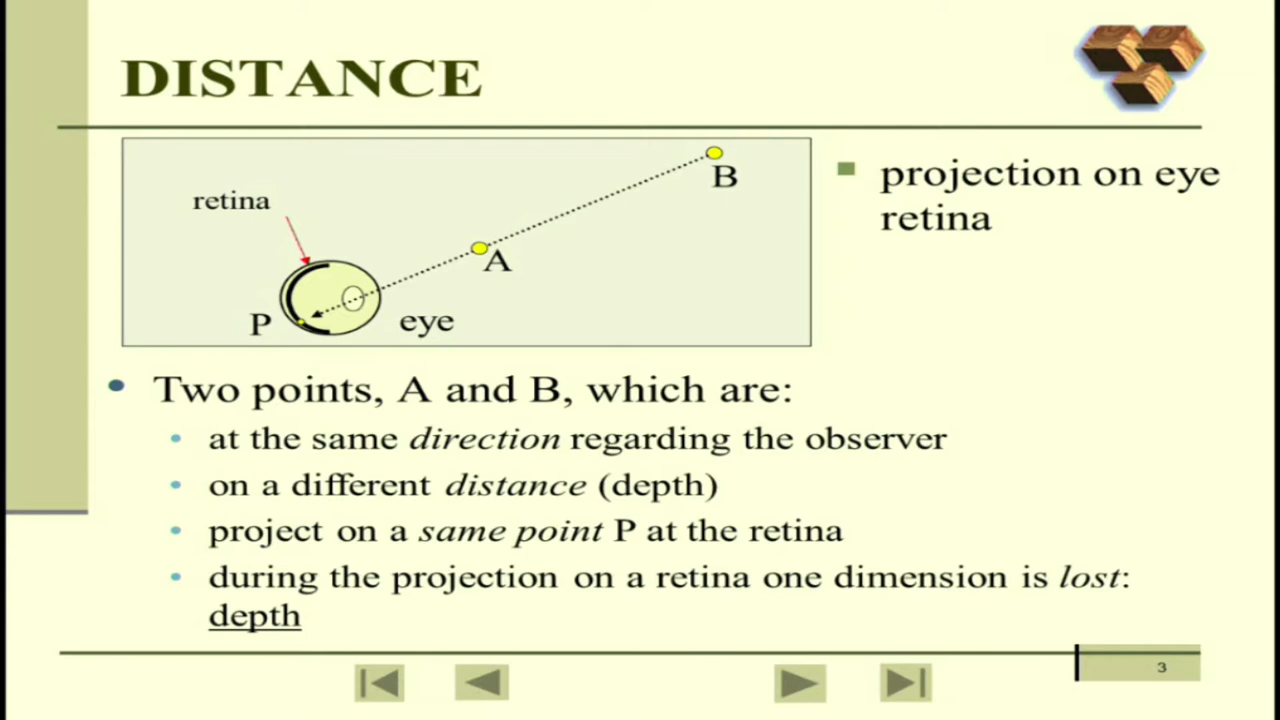 DISTANCE
retina
B
A
P
eye
projection on eye
retina
Two points, A and B, which are:
at the same direction regarding the observer
on a different distance (depth)
project on a same point P at the retina
during the projection on a retina one dimension is lost:
depth
3